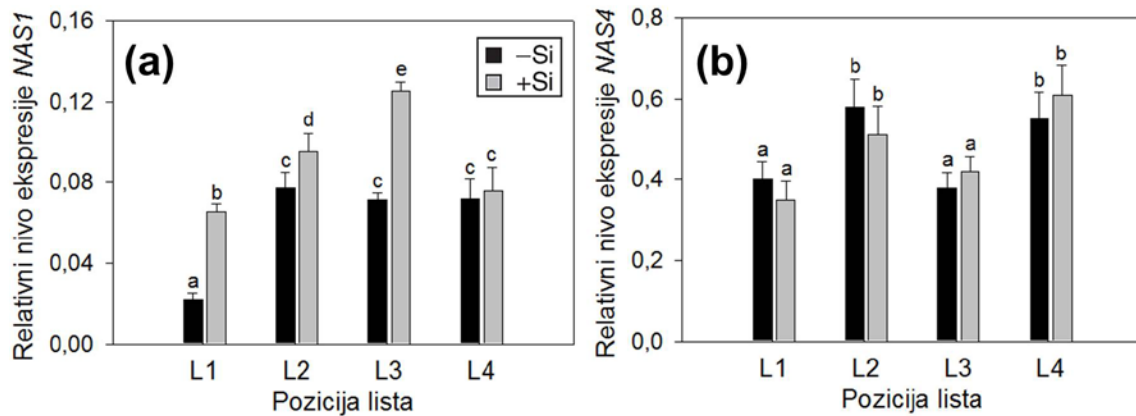 Relativni nivo ekspresije NAS1
0,16
0,12
0,08
0,04
0,00
(a)
−Si
+Si
a
b
c
d
c
e
c
c
L1
L2
L3
L4
Pozicija lista
Relativni nivo ekspresije NAS4
0,8
0,6
0,4
0,2
0,0
(b)
a
a
b
b
a
a
b
b
L1
L2
L3
L4
Pozicija lista